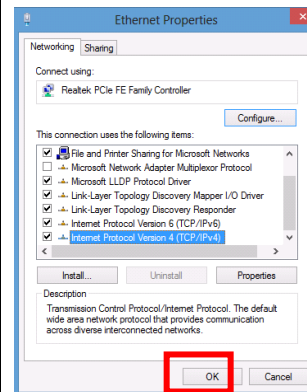 Ethernet Properties
Networking
Sharing
Connect using:
Realtek PCIe FE Family Controller
Configure...
This connection uses the following items:
File and Printer Sharing for Microsoft Networks
Microsoft Network Adapter Multiplexor Protocol
Microsoft LLDP Protocol Driver
Link-Layer Topology Discovery Mapper I/O Driver
Link-Layer Topology Discovery Responder
Internet Protocol Version 6 (TCP/IPv6)
Internet Protocol Version 4 (TCP/IPv4)
Install...
Uninstall
Properties
Description
Transmission Control Protocol/Internet Protocol. The default
wide area network protocol that provides communication
across diverse interconnected networks.
OK
Cancel